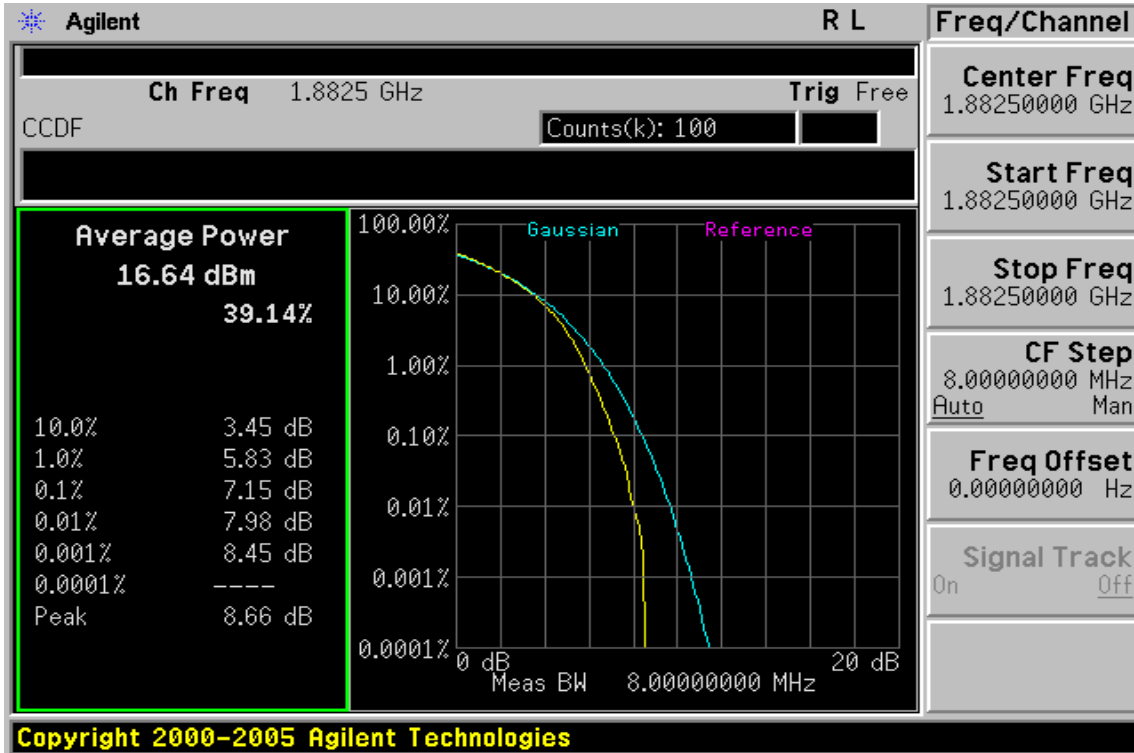 Agilent R L Freq/Channel
Ch Freq 1.8825 GHz Trig Free
CCDF Counts(k): 100
Center Freq
1.88250000 GHz
Start Freq
1.88250000 GHz
Stop Freq
1.88250000 GHz
CF Step
8.00000000 MHz
Auto Man
Freq Offset
0.00000000 Hz
Signal Track
On Off
Average Power
16.64 dBm
39.14%
10.0% 3.45 dB
1.0% 5.83 dB
0.1% 7.15 dB
0.01% 7.98 dB
0.001% 8.45 dB
0.0001% ----
Peak 8.66 dB
Gaussian Reference
100.00%
10.00%
1.00%
0.10%
0.01%
0.001%
0.0001%
0 dB 20 dB
Meas BW 8.00000000 MHz
Copyright 2000-2005 Agilent Technologies